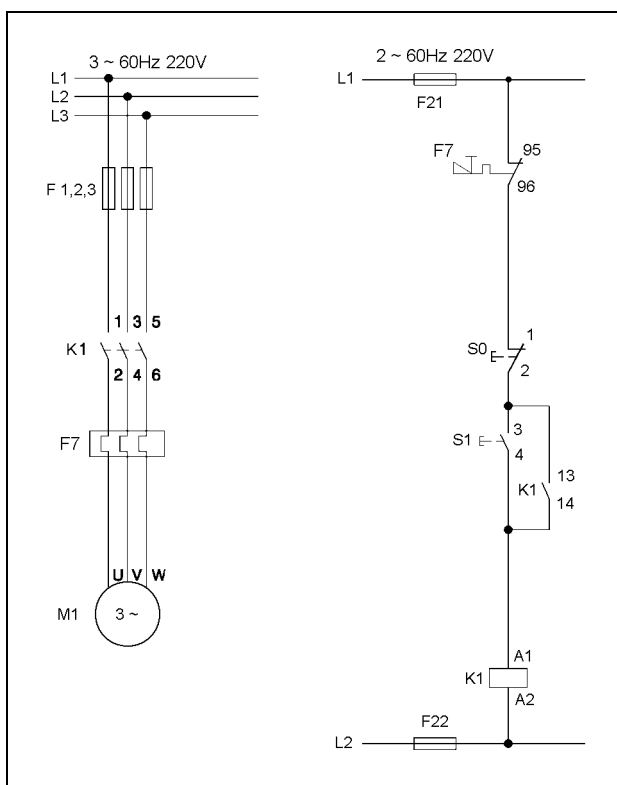 3 ~ 60Hz 220V
L1
L2
L3
F 1,2,3
1 3 5
K1
2 4 6
F7
U V W
M1 3 ~
2 ~ 60Hz 220V
L1
F21
F7 95
96
1
S0
2
3
S1
4
K1 13
14
A1
K1
A2
F22
L2